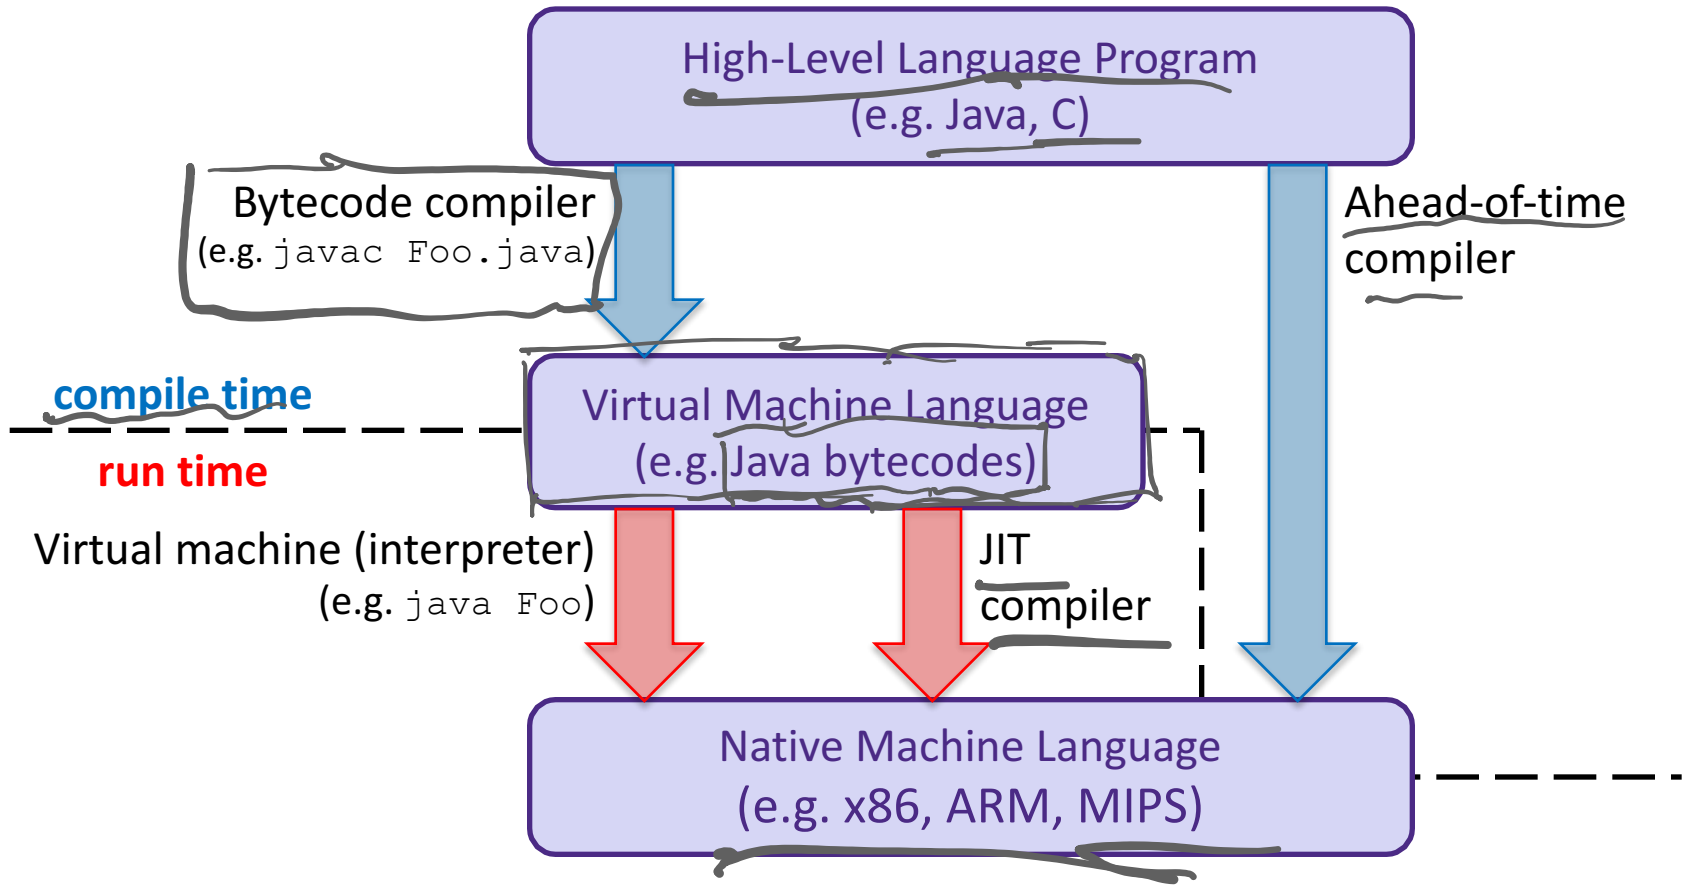 High-Level Language Program
(e.g. Java, C)
Bytecode compiler
(e.g. javac Foo.java)
Ahead-of-time
compiler
compile time
Virtual Machine Language
(e.g. Java bytecodes)
run time
Virtual machine (interpreter)
(e.g. java Foo)
JIT
compiler
Native Machine Language
(e.g. x86, ARM, MIPS)